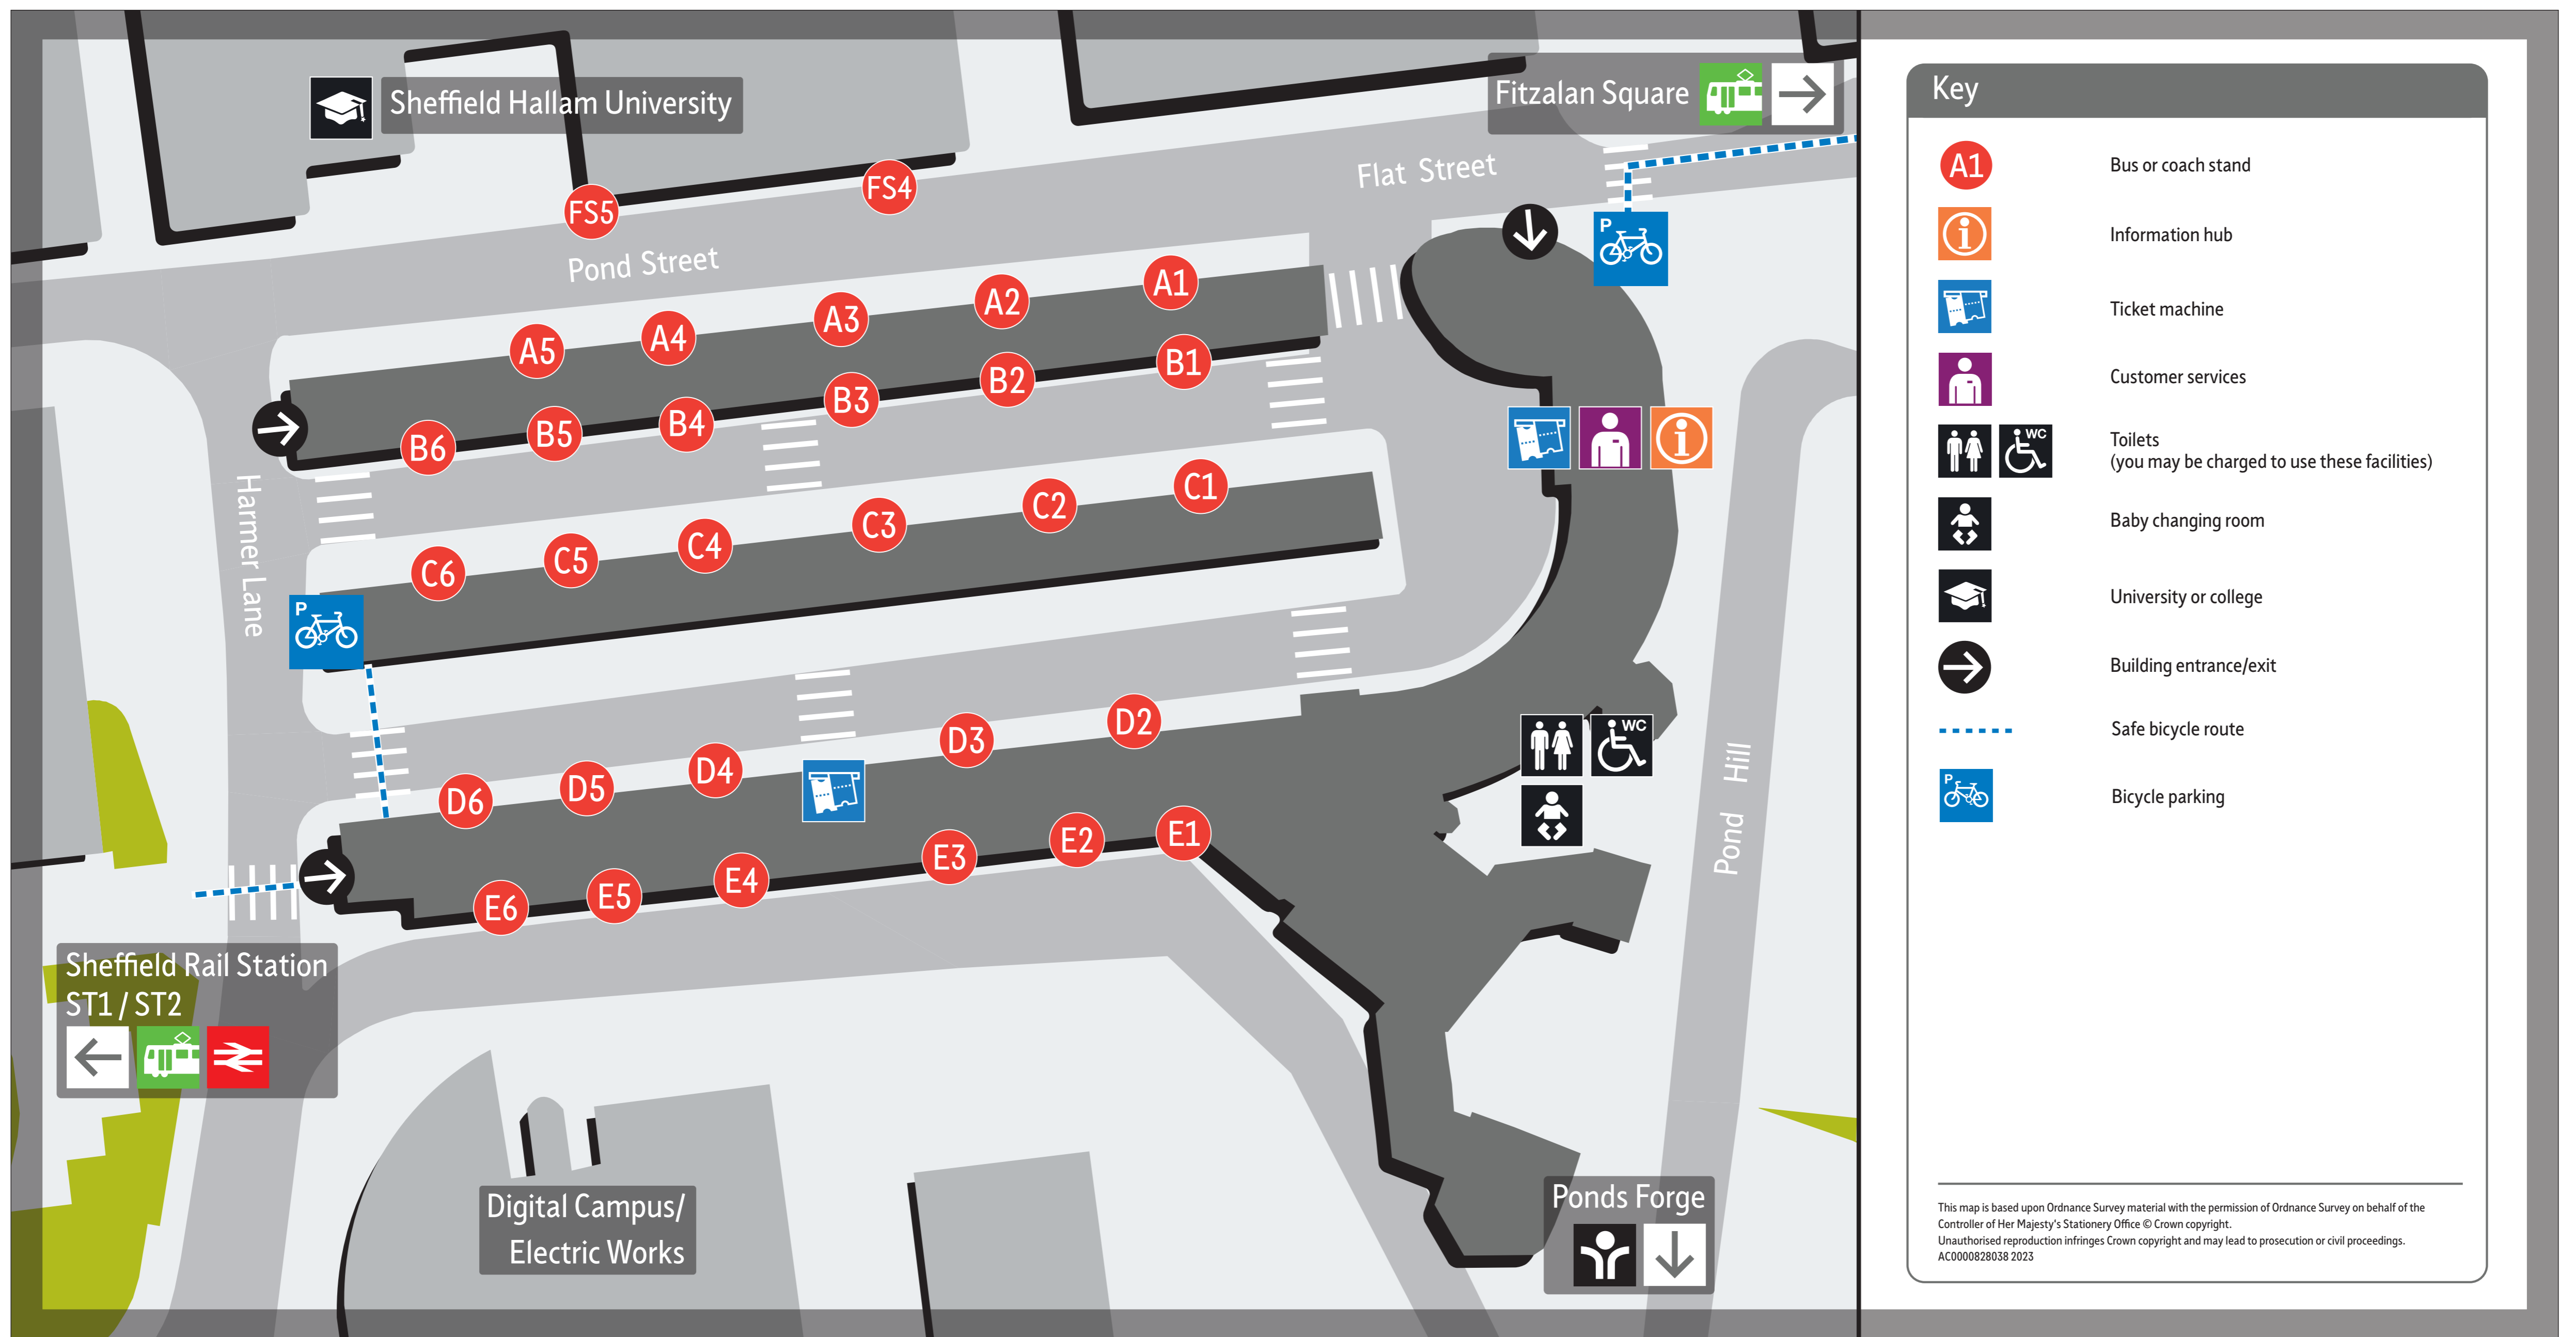 Sheffield Hallam University
Fitzalan Square
Flat Street
FS4
FS5
Pond Street
A1
A2
A3
A4
A5
B1
B2
B3
B4
B5
B6
Harmer Lane
C1
C2
C3
C4
C5
C6
P
P
D2
D3
D4
D5
D6
WC
Pond Hill
E1
E2
E3
E4
E5
E6
Sheffield Rail Station
ST1 / ST2
Digital Campus/
Electric Works
Ponds Forge
Key
A1 Bus or coach stand
Information hub
Ticket machine
Customer services
WC Toilets
(you may be charged to use these facilities)
Baby changing room
University or college
Building entrance/exit
Safe bicycle route
P Bicycle parking
This map is based upon Ordnance Survey material with the permission of Ordnance Survey on behalf of the
Controller of Her Majesty's Stationery Office © Crown copyright.
Unauthorised reproduction infringes Crown copyright and may lead to prosecution or civil proceedings.
AC0000828038 2023